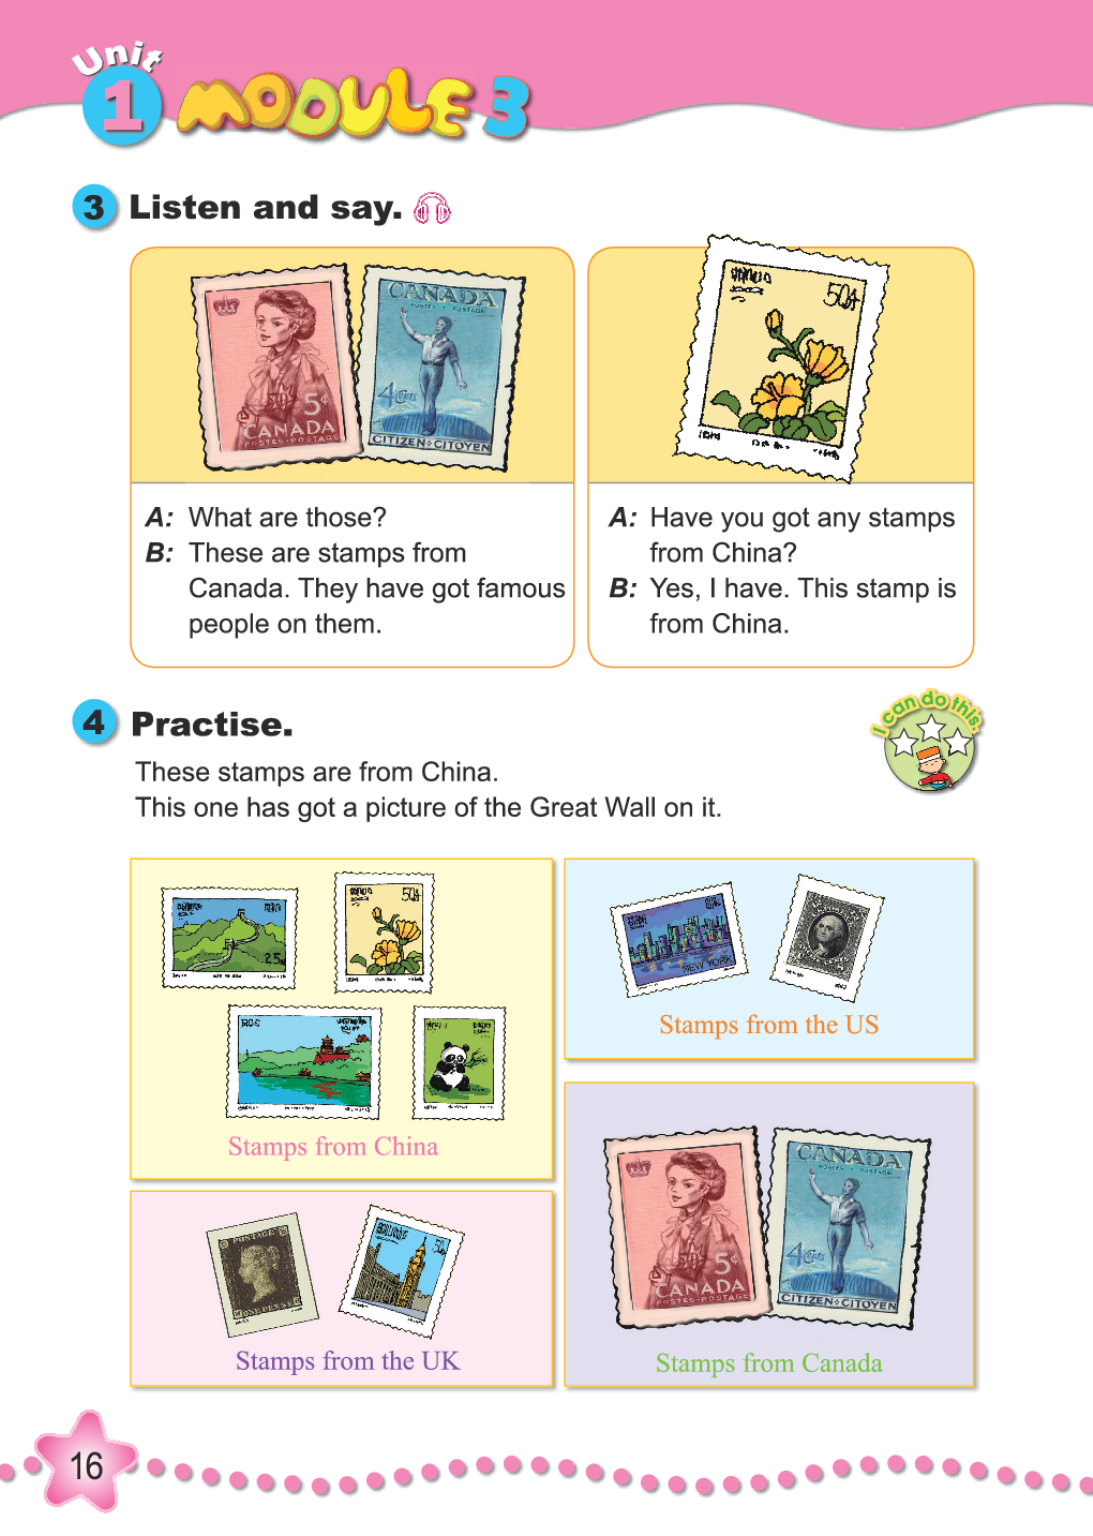 Unit
1 MODULE 3
3 Listen and say.
CANADA
POSTES POSTAGE
5¢
4 Cents
CANADA
POSTES-POSTAGE
CITIZEN CITOYEN
50
A: What are those?
B: These are stamps from
Canada. They have got famous
people on them.
A: Have you got any stamps
from China?
B: Yes, I have. This stamp is
from China.
I can do this.
4 Practise.
These stamps are from China.
This one has got a picture of the Great Wall on it.
50
NEW YORK
Stamps from the US
Stamps from China
CANADA
POSTES POSTAGE
5¢
4 Cents
CANADA
POSTES-POSTAGE
CITIZEN CITOYEN
POSTAGE
ONE PENNY
Stamps from the UK
Stamps from Canada
16